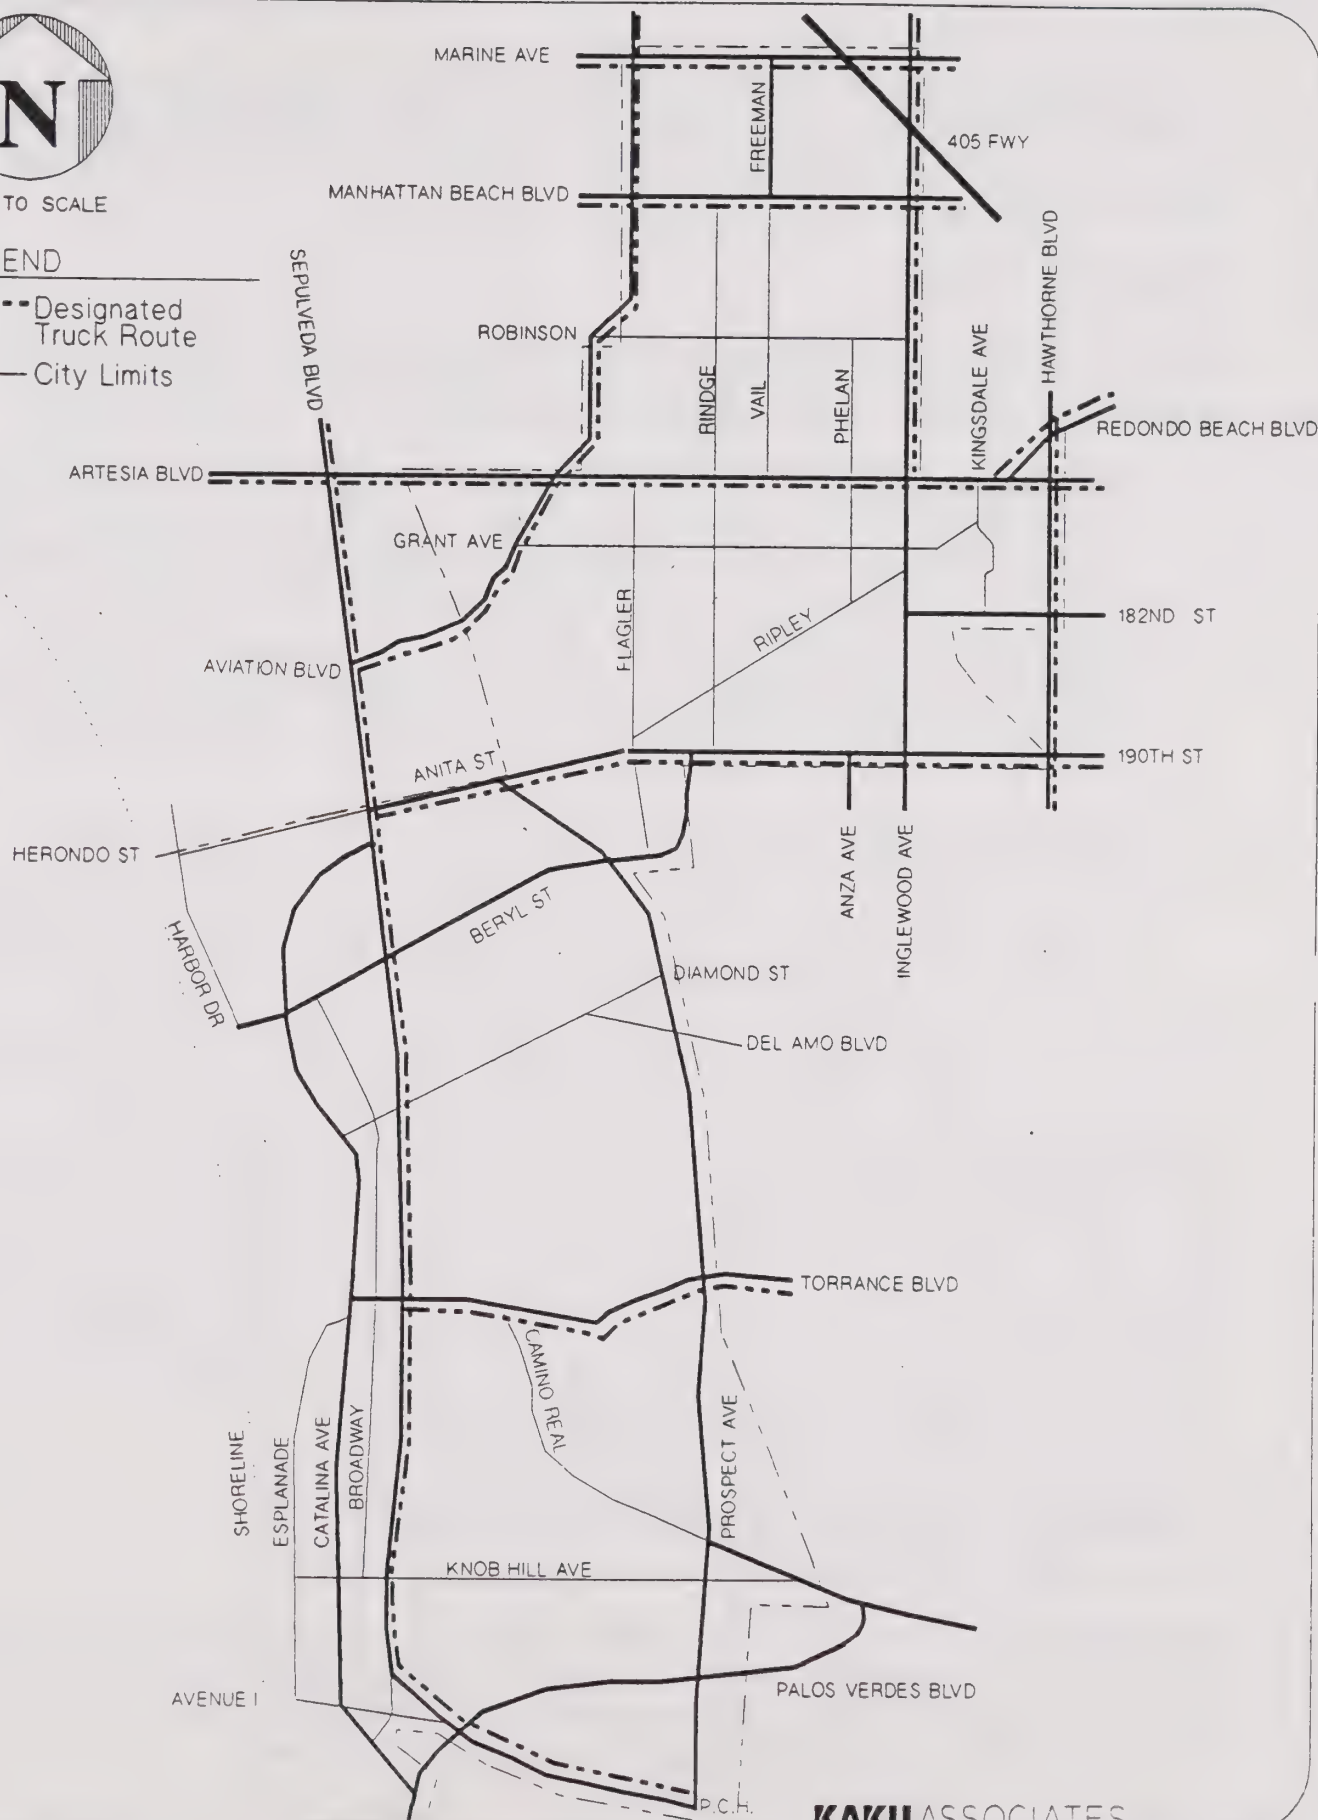 N
TO SCALE
END
Designated
Truck Route
City Limits
MARINE AVE
FREEMAN
405 FWY
MANHATTAN BEACH BLVD
SEPULVEDA BLVD
HAWTHORNE BLVD
ROBINSON
RINDGE
VAIL
PHELAN
KINGSDALE AVE
REDONDO BEACH BLVD
ARTESIA BLVD
GRANT AVE
FLAGLER
RIPLEY
182ND ST
AVIATION BLVD
ANITA ST
190TH ST
HERONDO ST
HARBOR DR
BERYL ST
ANZA AVE
INGLEWOOD AVE
DIAMOND ST
DEL AMO BLVD
TORRANCE BLVD
CAMINO REAL
SHORELINE
ESPLANADE
CATALINA AVE
BROADWAY
PROSPECT AVE
KNOB HILL AVE
AVENUE I
PALOS VERDES BLVD
P.C.H.
KAKU ASSOCIATES